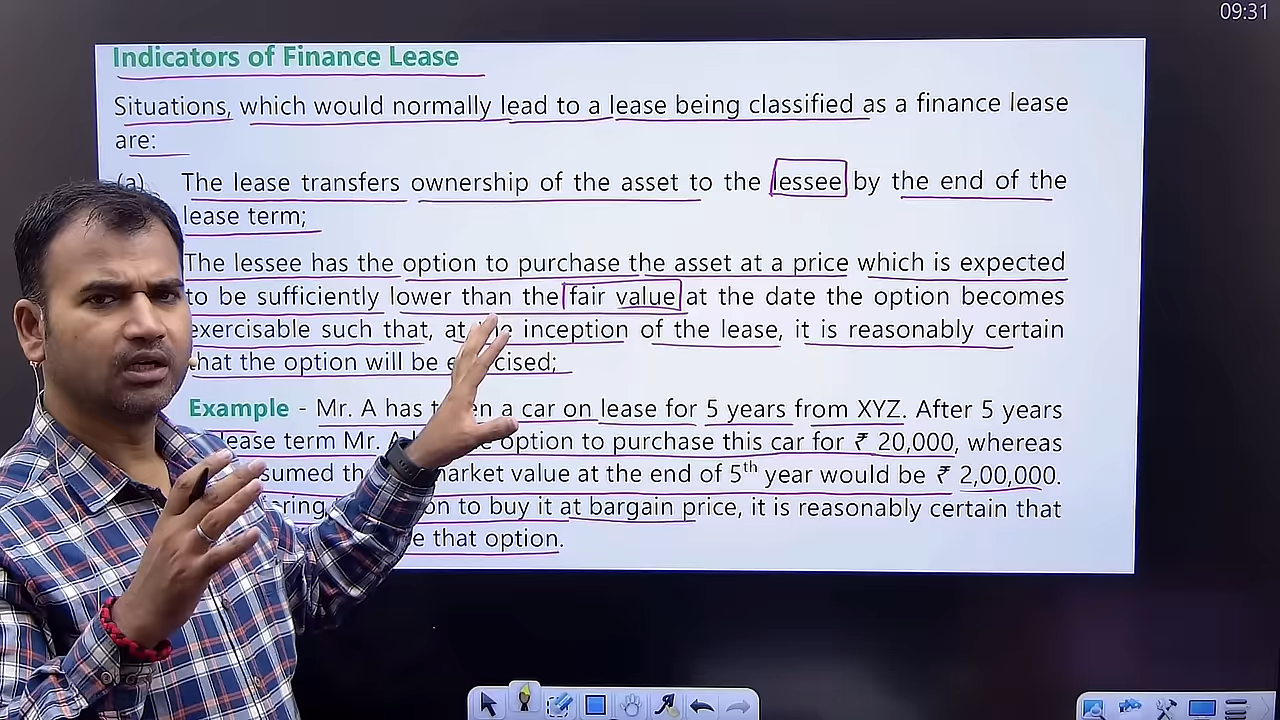 09:31
Indicators of Finance Lease
Situations, which would normally lead to a lease being classified as a finance lease
are:
(a) The lease transfers ownership of the asset to the lessee by the end of the
lease term;
The lessee has the option to purchase the asset at a price which is expected
to be sufficiently lower than the fair value at the date the option becomes
exercisable such that, at inception of the lease, it is reasonably certain
that the option will be exercised;
Example - Mr. A has taken a car on lease for 5 years from XYZ. After 5 years
lease term Mr. A option to purchase this car for ₹ 20,000, whereas
market value at the end of 5th year would be ₹ 2,00,000.
to buy it at bargain price, it is reasonably certain that
that option.